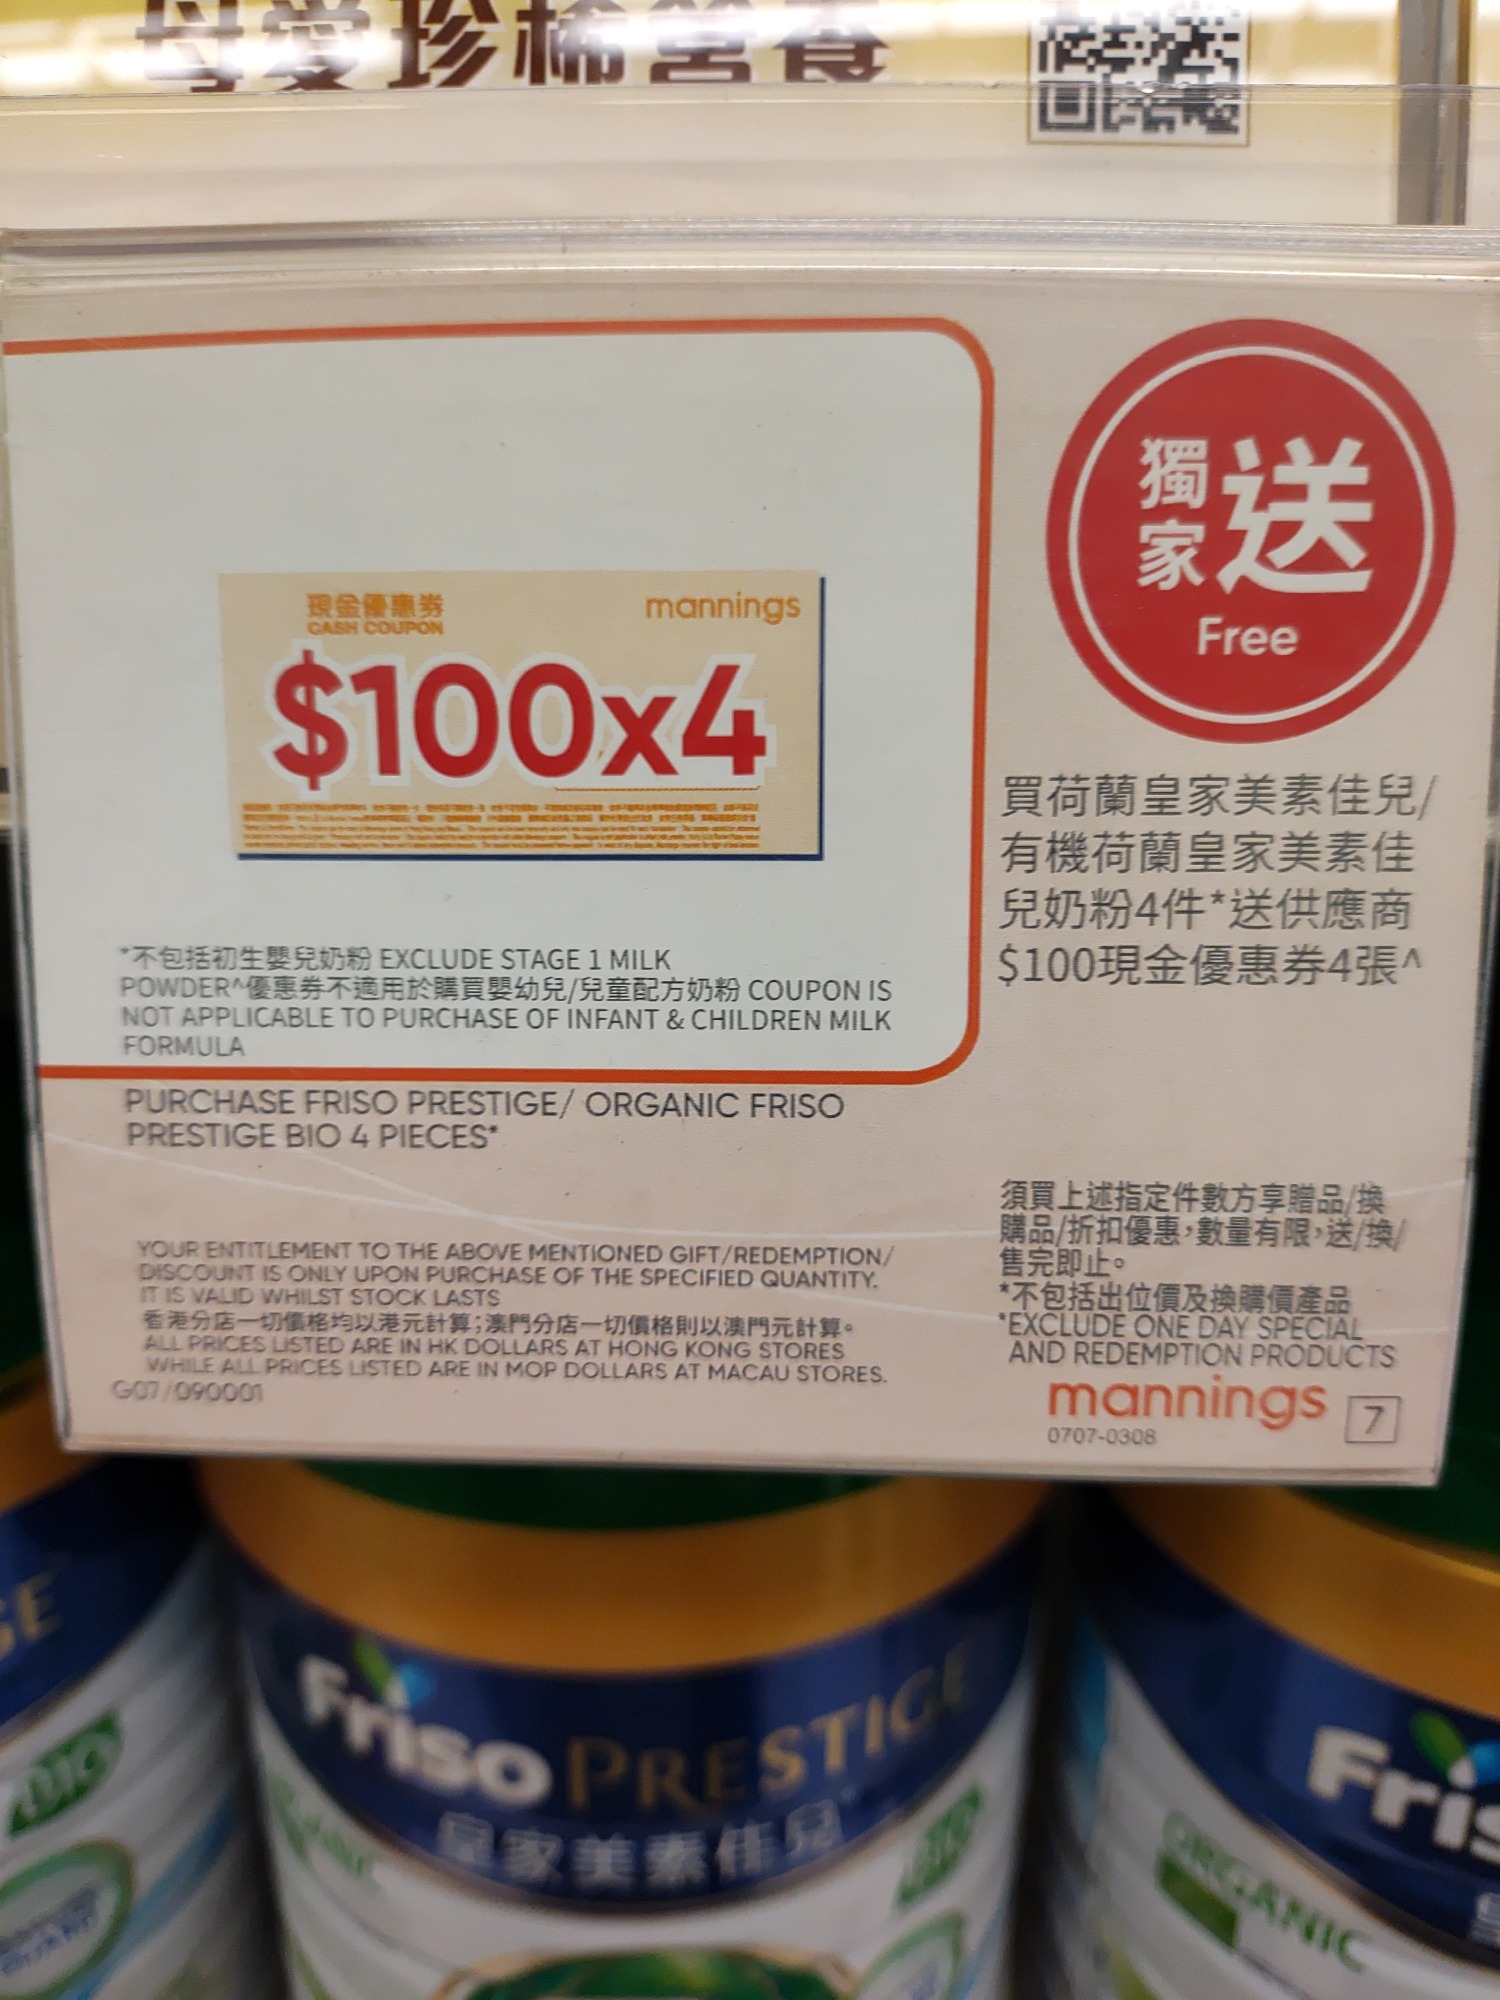 母愛珍稀營養
獨家送
Free
現金優惠券
CASH COUPON
mannings
$100x4
買荷蘭皇家美素佳兒/
有機荷蘭皇家美素佳
兒奶粉4件*送供應商
$100現金優惠券4張^
*不包括初生嬰兒奶粉 EXCLUDE STAGE 1 MILK
POWDER^優惠券不適用於購買嬰幼兒/兒童配方奶粉 COUPON IS
NOT APPLICABLE TO PURCHASE OF INFANT & CHILDREN MILK
FORMULA
PURCHASE FRISO PRESTIGE/ ORGANIC FRISO
PRESTIGE BIO 4 PIECES*
YOUR ENTITLEMENT TO THE ABOVE MENTIONED GIFT/REDEMPTION/
DISCOUNT IS ONLY UPON PURCHASE OF THE SPECIFIED QUANTITY.
IT IS VALID WHILST STOCK LASTS
香港分店一切價格均以港元計算;澳門分店一切價格則以澳門元計算。
ALL PRICES LISTED ARE IN HK DOLLARS AT HONG KONG STORES
WHILE ALL PRICES LISTED ARE IN MOP DOLLARS AT MACAU STORES.
G07/090001
須買上述指定件數方享贈品/換
購品/折扣優惠,數量有限,送/換/
售完即止。
*不包括出位價及換購價產品
*EXCLUDE ONE DAY SPECIAL
AND REDEMPTION PRODUCTS
mannings 7
0707-0308
GE
BIO
Friso PRESTIGE
皇家美素佳兒
BIO
Fris
ORGANIC